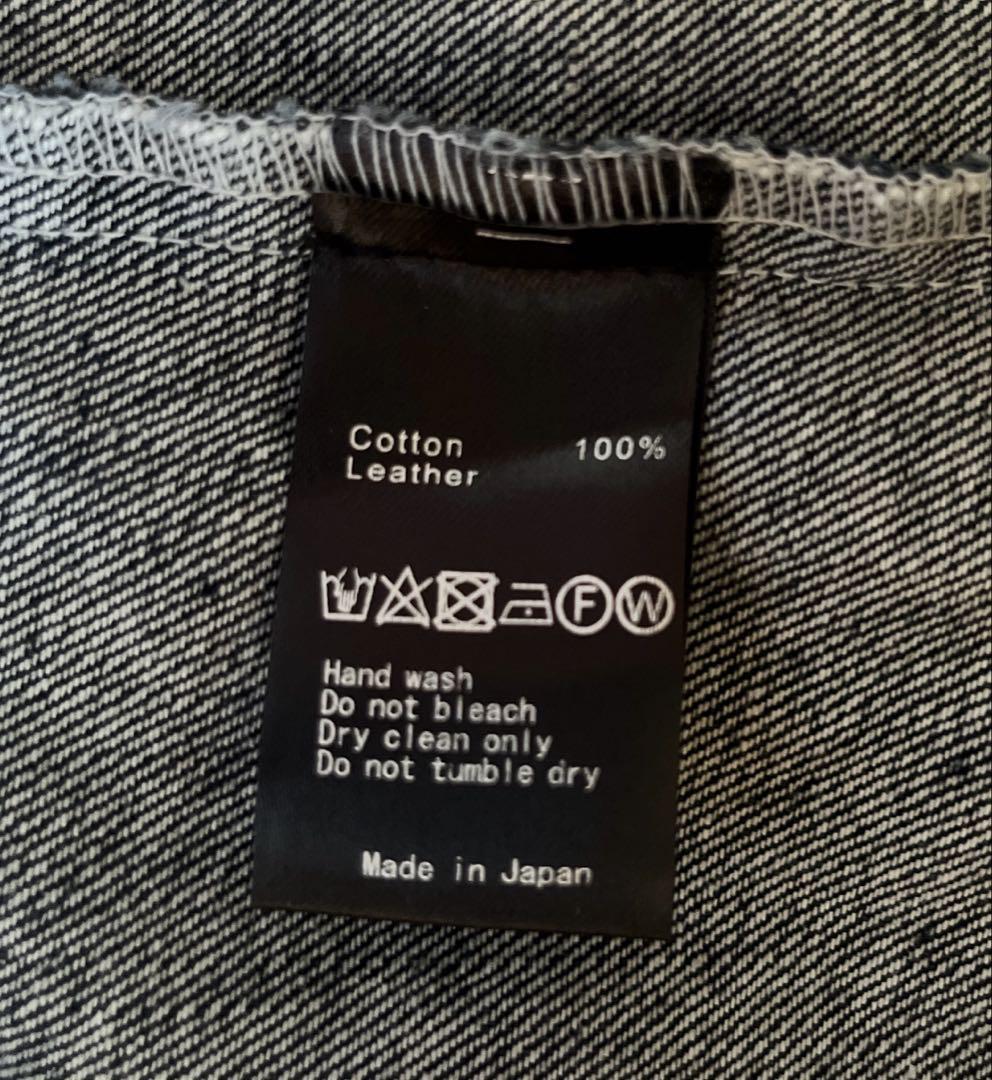 Cotton 100%
Leather
F W
Hand wash
Do not bleach
Dry clean only
Do not tumble dry
Made in Japan